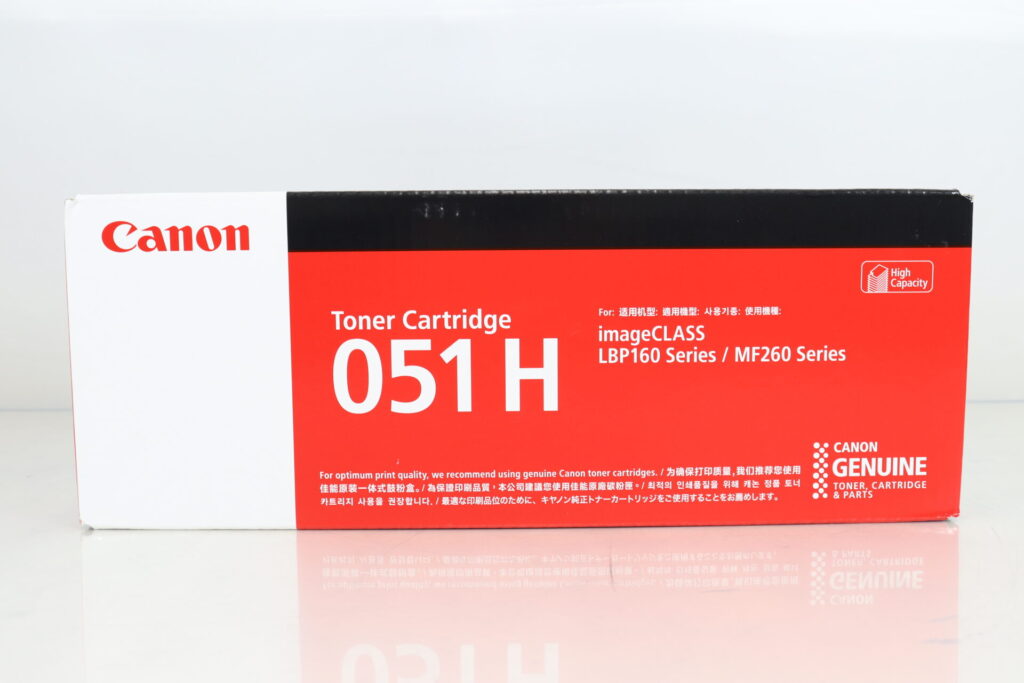 Canon
High
Capacity
Toner Cartridge
051 H
For: 适用机型: 適用機型: 사용기종: 使用機種:
imageCLASS
LBP160 Series / MF260 Series
For optimum print quality, we recommend using genuine Canon toner cartridges. / 为确保打印质量,我们推荐您使用
佳能原装一体式鼓粉盒。/ 為保證印刷品質,本公司建議您使用佳能原廠碳粉匣。/ 최적의 인쇄품질을 위해 캐논 정품 토너
카트리지 사용을 권장합니다. / 最適な印刷品位のために、キヤノン純正トナーカートリッジをご使用することをお薦めします。
CANON
GENUINE
TONER, CARTRIDGE
& PARTS